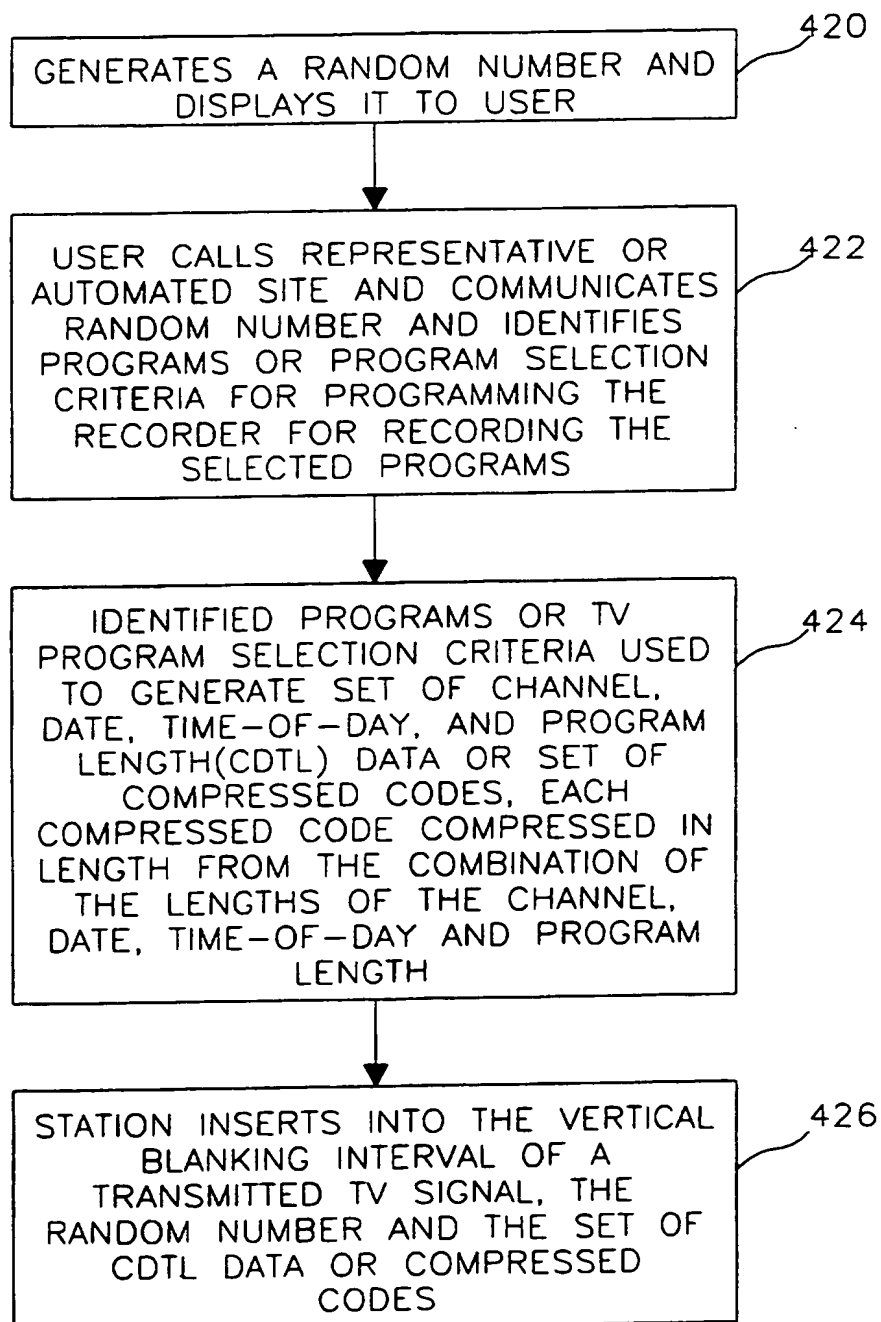 420
GENERATES A RANDOM NUMBER AND
DISPLAYS IT TO USER
422
USER CALLS REPRESENTATIVE OR
AUTOMATED SITE AND COMMUNICATES
RANDOM NUMBER AND IDENTIFIES
PROGRAMS OR PROGRAM SELECTION
CRITERIA FOR PROGRAMMING THE
RECORDER FOR RECORDING THE
SELECTED PROGRAMS
424
IDENTIFIED PROGRAMS OR TV
PROGRAM SELECTION CRITERIA USED
TO GENERATE SET OF CHANNEL,
DATE, TIME-OF-DAY, AND PROGRAM
LENGTH(CDTL) DATA OR SET OF
COMPRESSED CODES, EACH
COMPRESSED CODE COMPRESSED IN
LENGTH FROM THE COMBINATION OF
THE LENGTHS OF THE CHANNEL,
DATE, TIME-OF-DAY AND PROGRAM
LENGTH
426
STATION INSERTS INTO THE VERTICAL
BLANKING INTERVAL OF A
TRANSMITTED TV SIGNAL, THE
RANDOM NUMBER AND THE SET OF
CDTL DATA OR COMPRESSED
CODES